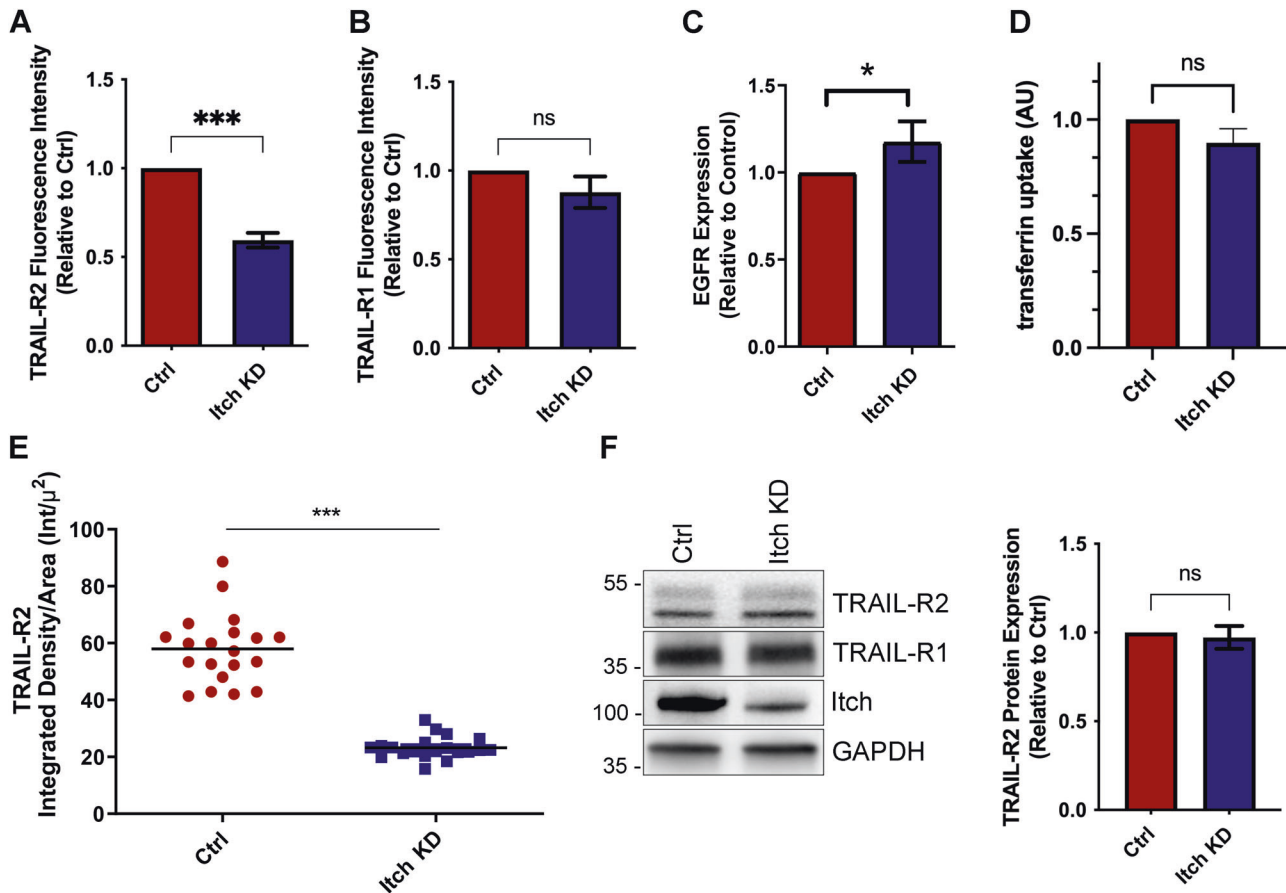 A
TRAIL-R2 Fluorescence Intensity
(Relative to Ctrl)
1.5
1.0
0.5
0.0
***
Ctrl
Itch KD
B
TRAIL-R1 Fluorescence Intensity
(Relative to Ctrl)
1.5
1.0
0.5
0.0
ns
Ctrl
Itch KD
C
EGFR Expression
(Relative to Control)
1.5
1.0
0.5
0.0
*
Ctrl
Itch KD
D
transferrin uptake (AU)
1.0
0.5
0.0
ns
Ctrl
Itch KD
E
TRAIL-R2
Integrated Density/Area (Int/µ²)
100
80
60
40
20
0
***
Ctrl
Itch KD
F
Ctrl
Itch KD
55 -
TRAIL-R2
35 -
TRAIL-R1
100 -
Itch
35 -
GAPDH
TRAIL-R2 Protein Expression
(Relative to Ctrl)
1.5
1.0
0.5
0.0
ns
Ctrl
Itch KD